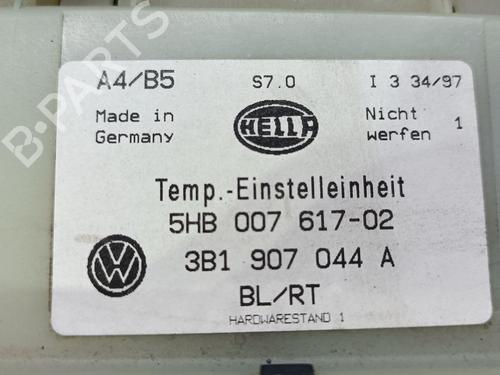 A4/B5 S7.0 I 3 34/97
Made in Germany
HELLA
Nicht werfen 1
Temp.-Einstelleinheit
5HB 007 617-02
3B1 907 044 A
BL/RT
HARDWARESTAND 1
B-PARTS